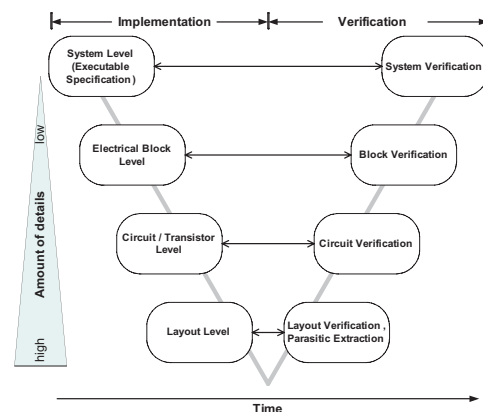 Implementation
Verification
System Level
(Executable
Specification)
System Verification
Electrical Block
Level
Block Verification
Circuit / Transistor
Level
Circuit Verification
Layout Level
Layout Verification ,
Parasitic Extraction
low
Amount of details
high
Time